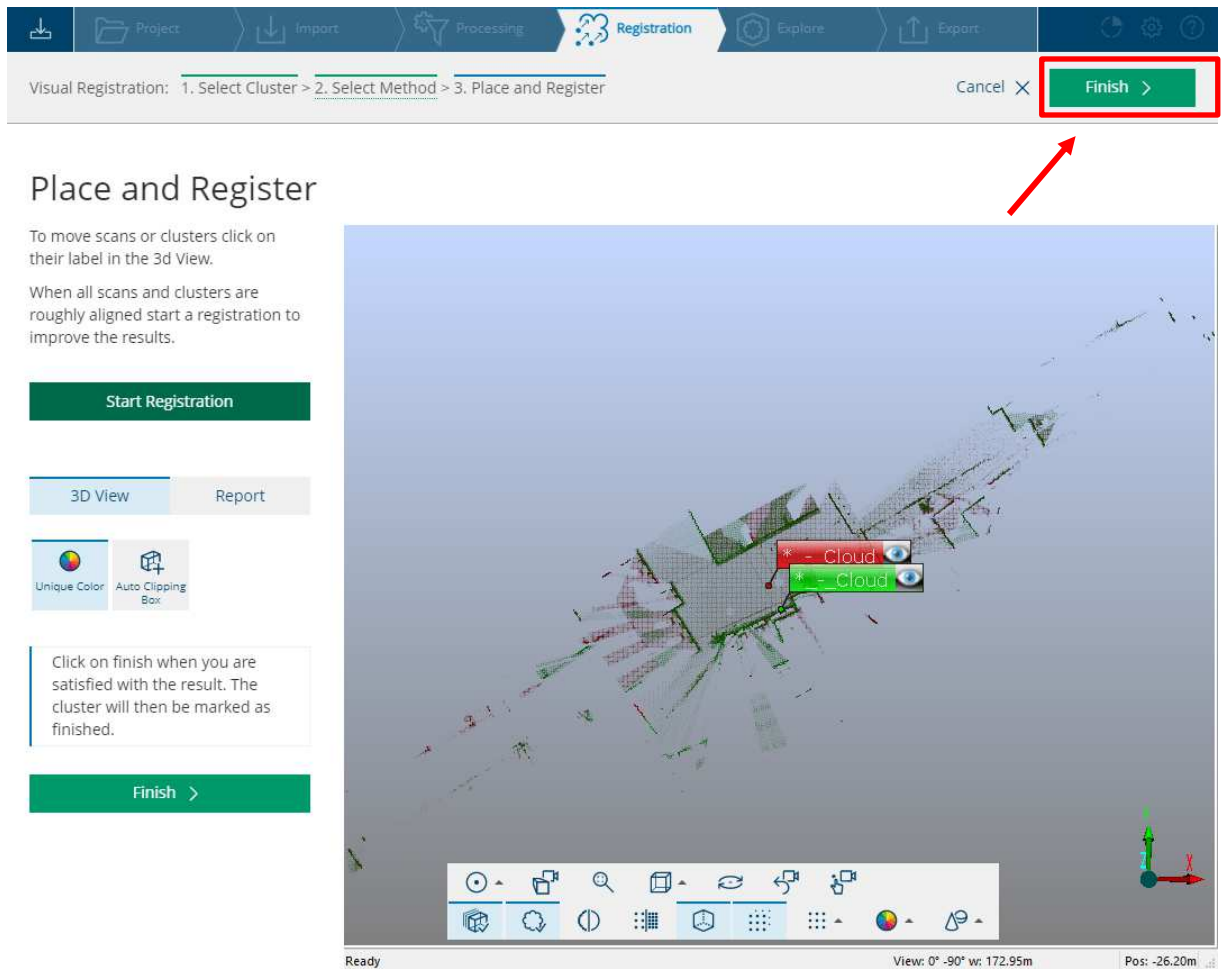 Project
Import
Processing
Registration
Explore
Export
Visual Registration: 1. Select Cluster > 2. Select Method > 3. Place and Register
Cancel
Finish
Place and Register
To move scans or clusters click on
their label in the 3d View.
When all scans and clusters are
roughly aligned start a registration to
improve the results.
Start Registration
3D View
Report
Unique Color
Auto Clipping
Box
Click on finish when you are
satisfied with the result. The
cluster will then be marked as
finished.
Finish
* - Cloud
*_-_Cloud
Z
X
Ready
View: 0° -90° w: 172.95m
Pos: -26.20m